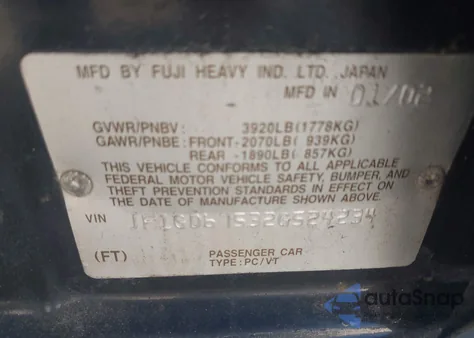 MFD BY FUJI HEAVY IND. LTD. JAPAN
MFD IN 01/02
GVWR/PNBV: 3920LB(1778KG)
GAWR/PNBE: FRONT-2070LB( 939KG)
REAR -1890LB( 857KG)
THIS VEHICLE CONFORMS TO ALL APPLICABLE
FEDERAL MOTOR VEHICLE SAFETY, BUMPER, AND
THEFT PREVENTION STANDARDS IN EFFECT ON
THE DATE OF MANUFACTURE SHOWN ABOVE.
VIN
(FT)
PASSENGER CAR
TYPE:PC/VT
autoSnap